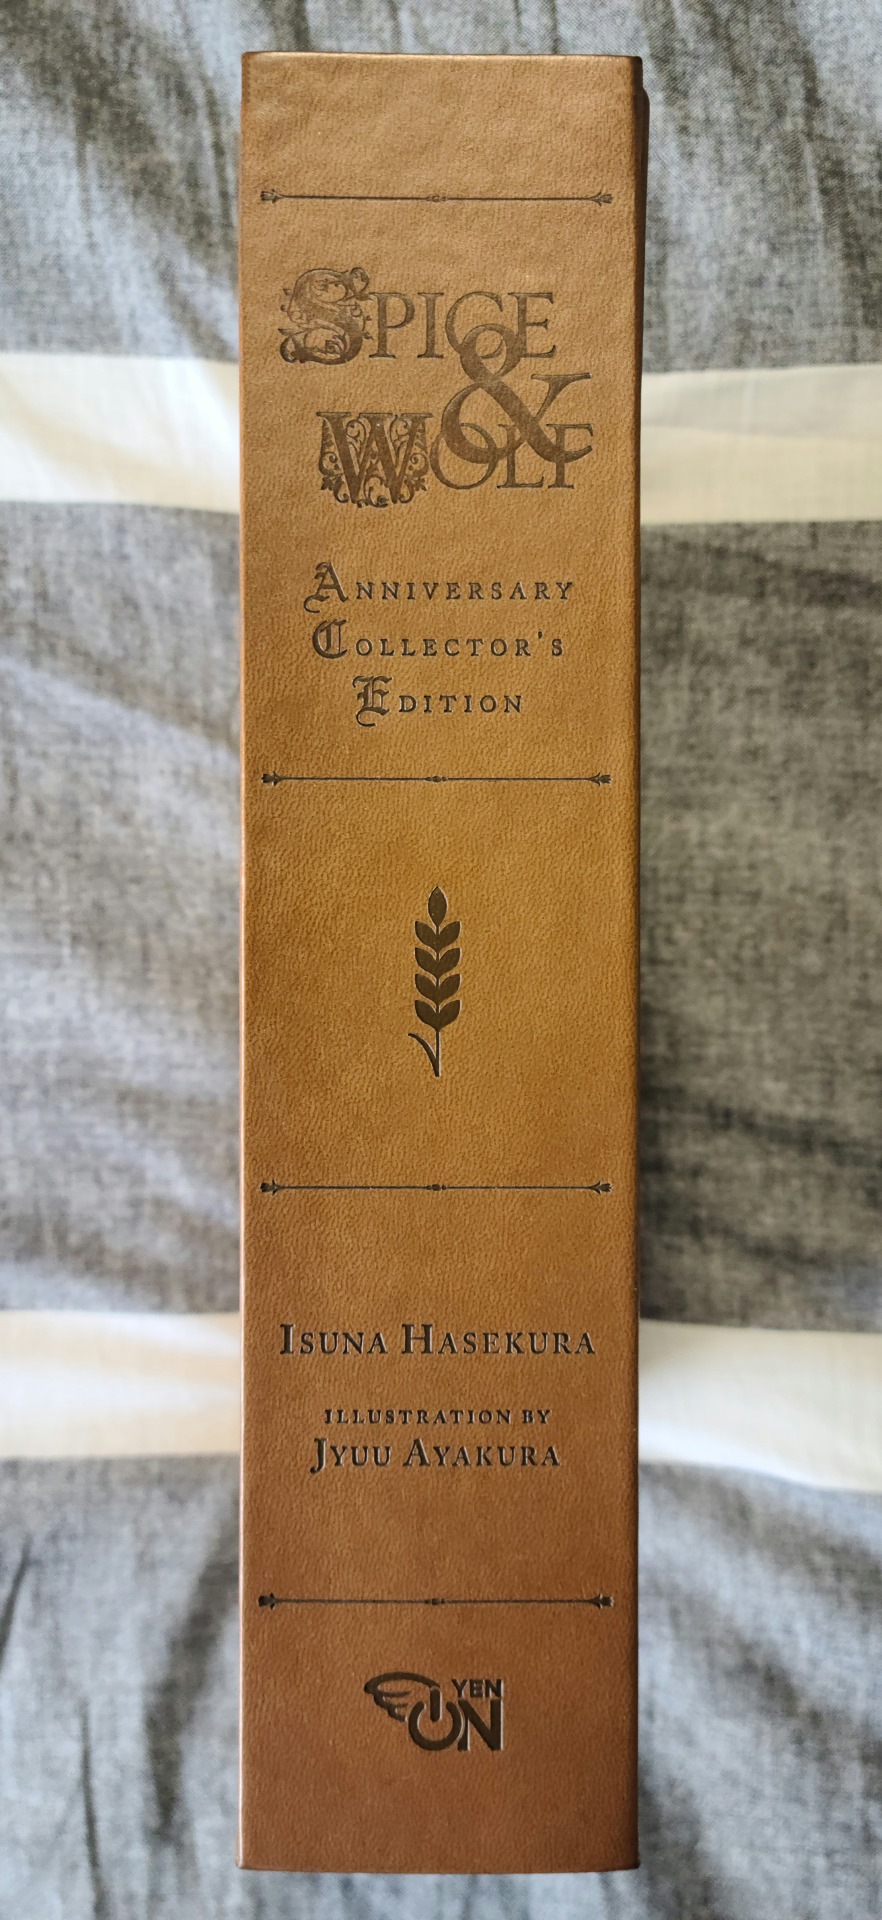 SPICE
&
WOLF
ANNIVERSARY
COLLECTOR'S
EDITION
ISUNA HASEKURA
ILLUSTRATION BY
JYUU AYAKURA
YEN
ON